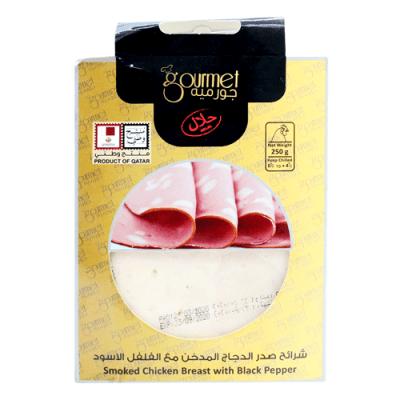 gourmet
جورميه
حلال
منتج وطني
PRODUCT OF QATAR
Net Weight
250 g
Keep Chilled
شرائح صدر الدجاج المدخن مع الفلفل الأسود
Smoked Chicken Breast with Black Pepper